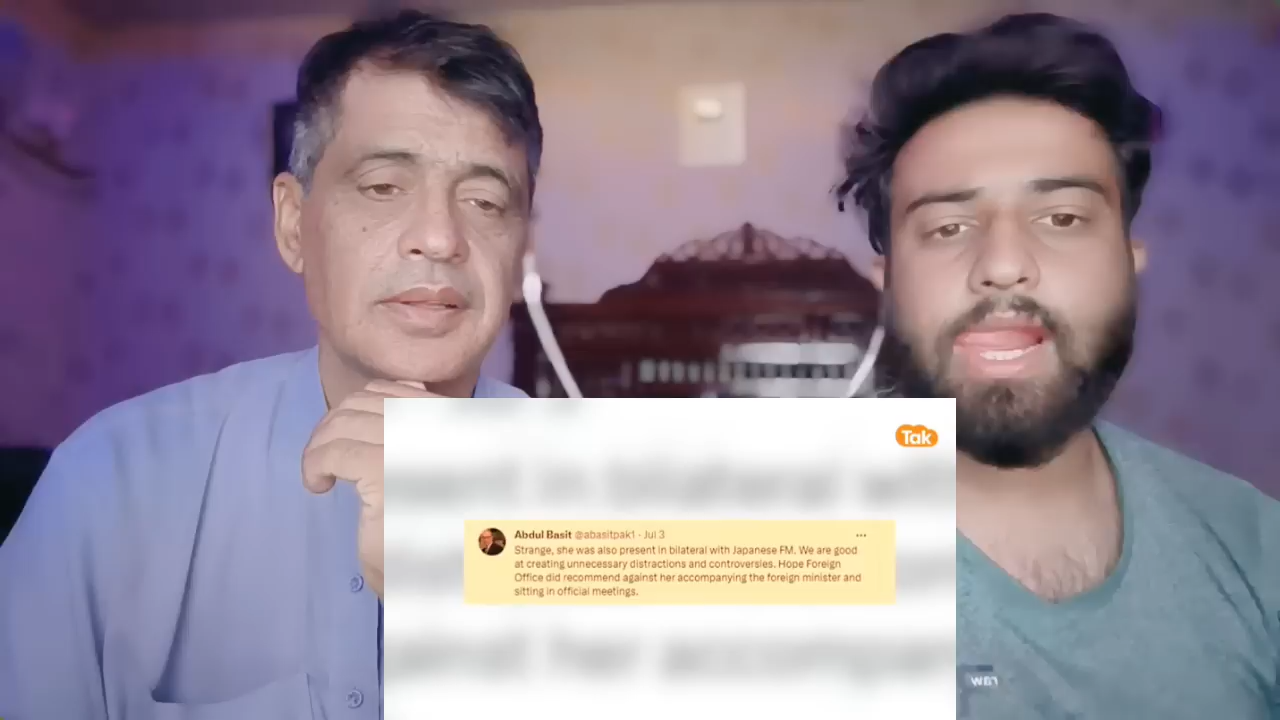 Tak
Abdul Basit @abasitpak1 · Jul 3 ...
Strange, she was also present in bilateral with Japanese FM. We are good
at creating unnecessary distractions and controversies. Hope Foreign
Office did recommend against her accompanying the foreign minister and
sitting in official meetings.
raw